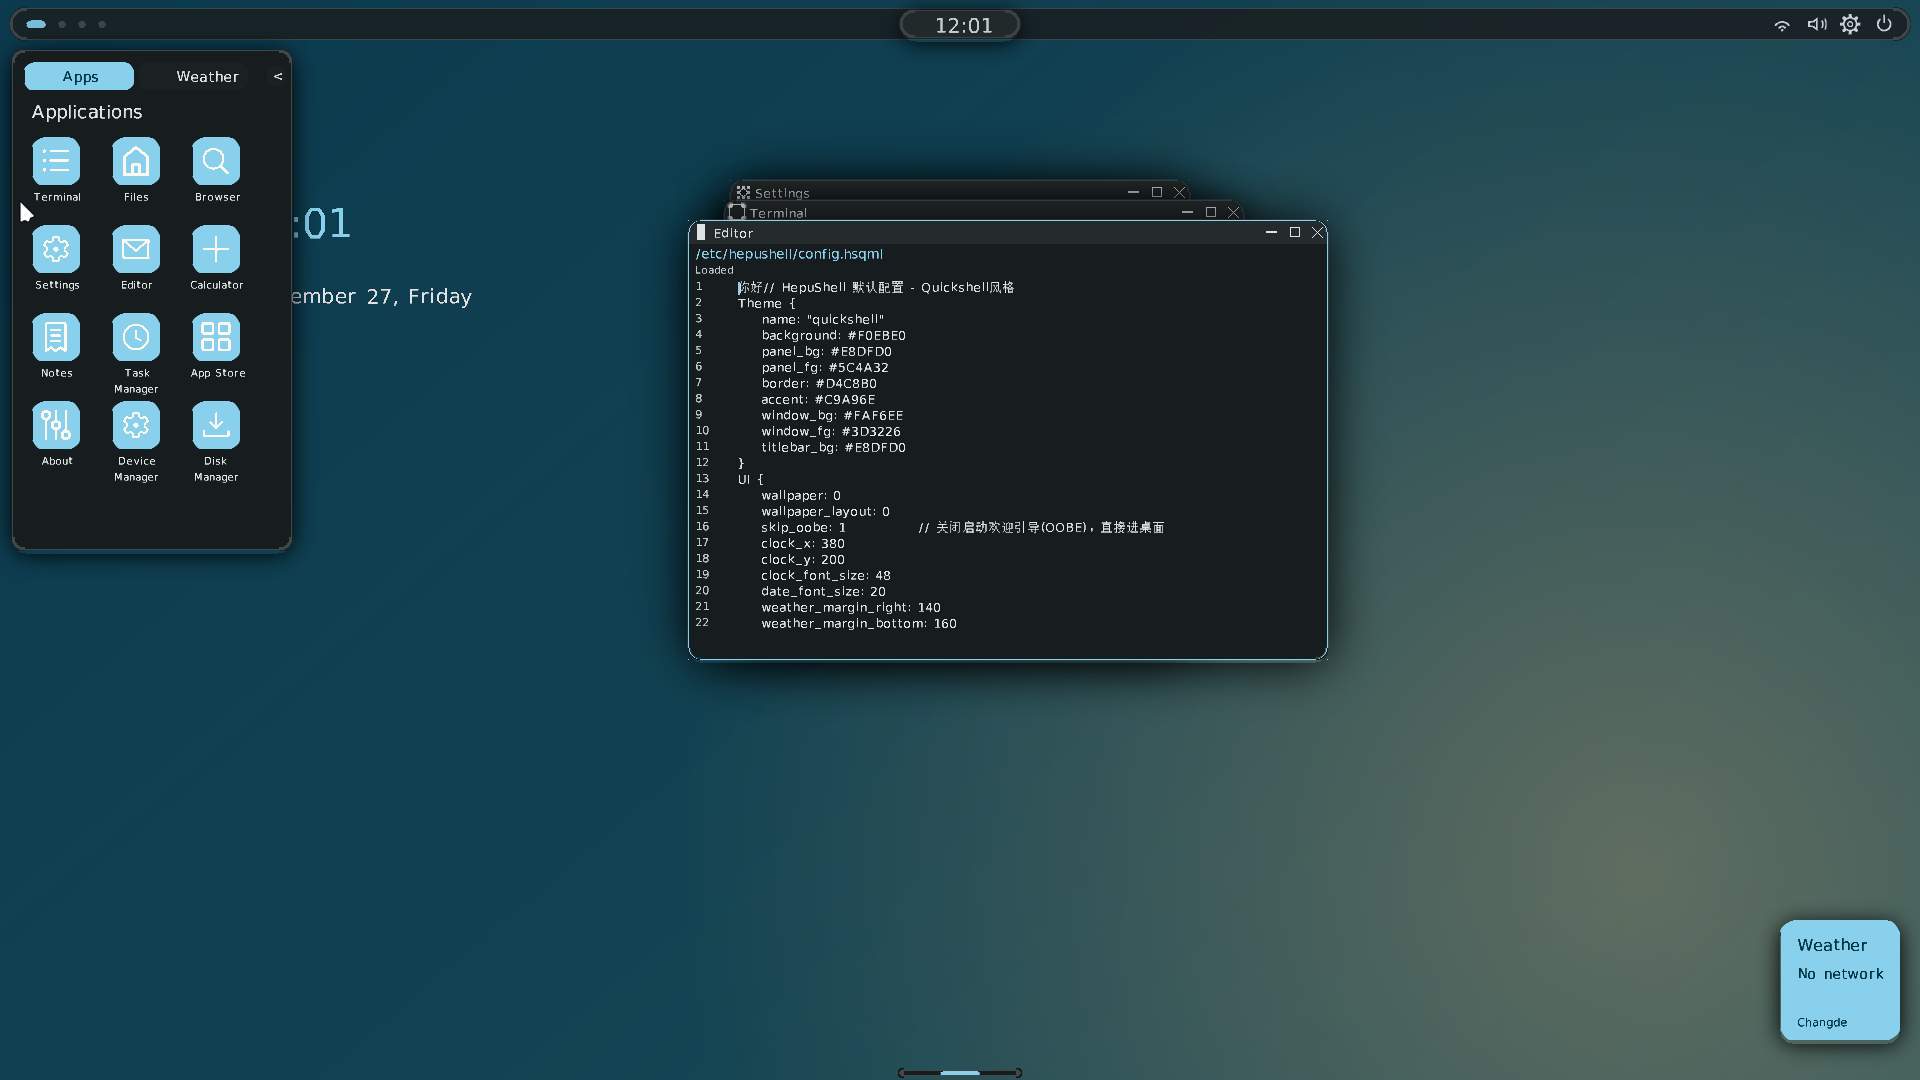 12:01
Apps Weather <
Applications
Terminal Files Browser
Settings Editor Calculator
Notes Task Manager App Store
About Device Manager Disk Manager
:01
ember 27, Friday
Settings
Terminal
Editor
/etc/hepushell/config.hsqml
Loaded
1 你好// HepuShell 默认配置 - Quickshell风格
2 Theme {
3 name: "quickshell"
4 background: #F0EBE0
5 panel_bg: #E8DFD0
6 panel_fg: #5C4A32
7 border: #D4C8B0
8 accent: #C9A96E
9 window_bg: #FAF6EE
10 window_fg: #3D3226
11 titlebar_bg: #E8DFD0
12 }
13 UI {
14 wallpaper: 0
15 wallpaper_layout: 0
16 skip_oobe: 1 // 关闭启动欢迎引导(OOBE)，直接进桌面
17 clock_x: 380
18 clock_y: 200
19 clock_font_size: 48
20 date_font_size: 20
21 weather_margin_right: 140
22 weather_margin_bottom: 160
Weather
No network
Changde